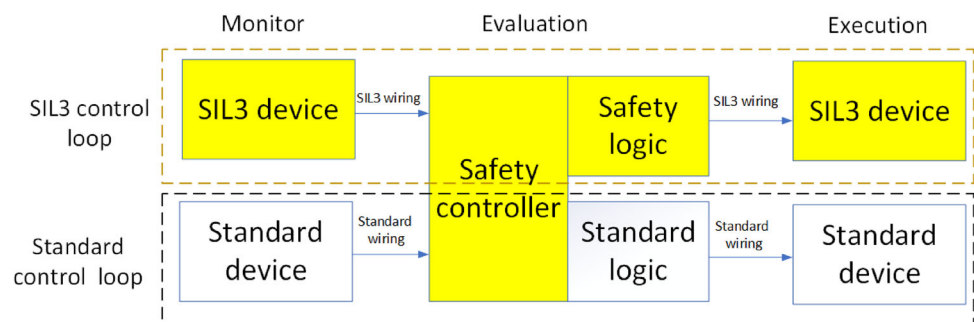 Monitor
Evaluation
Execution
SIL3 control
loop
SIL3 device
SIL3 wiring
Safety
controller
Safety
logic
SIL3 wiring
SIL3 device
Standard
control loop
Standard
device
Standard
wiring
Standard
logic
Standard
wiring
Standard
device